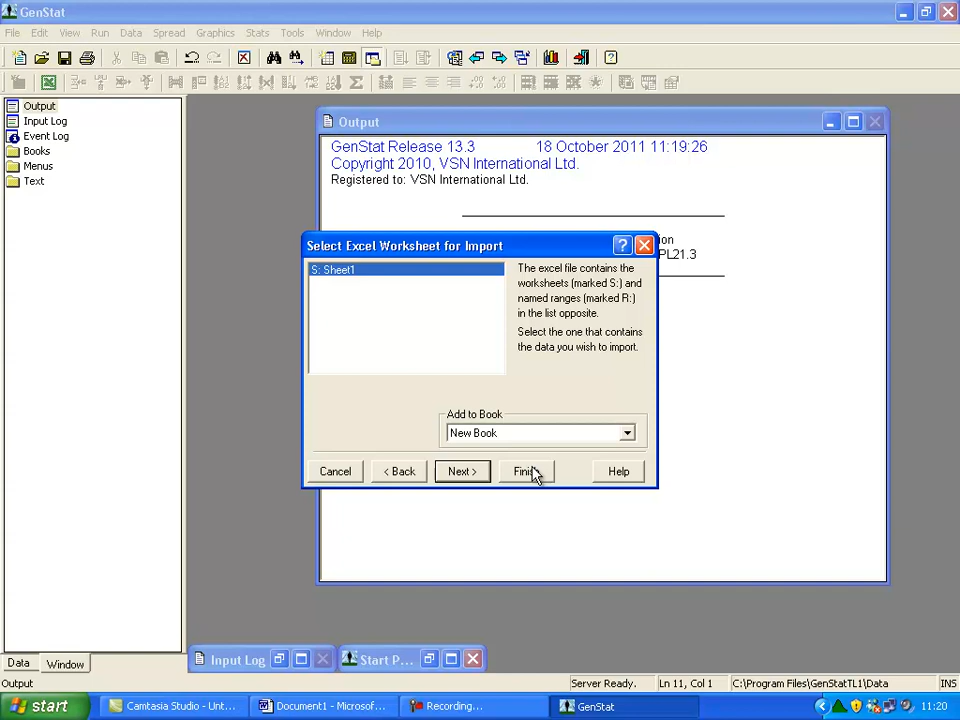 GenStat
File Edit View Run Data Spread Graphics Stats Tools Window Help
Output
Input Log
Event Log
Books
Menus
Text
Output
GenStat Release 13.3 18 October 2011 11:19:26
Copyright 2010, VSN International Ltd.
Registered to: VSN International Ltd.
ion
PL21.3
Select Excel Worksheet for Import
S: Sheet1
The excel file contains the
worksheets (marked S:) and
named ranges (marked R:)
in the list opposite.
Select the one that contains
the data you wish to import.
Add to Book
New Book
Cancel < Back Next > Finish Help
Data Window
Input Log Start P...
Output Server Ready. Ln 11, Col 1 C:\Program Files\GenStatTL1\Data INS
start Camtasia Studio - Unt... Document1 - Microsof... Recording... GenStat 11:20